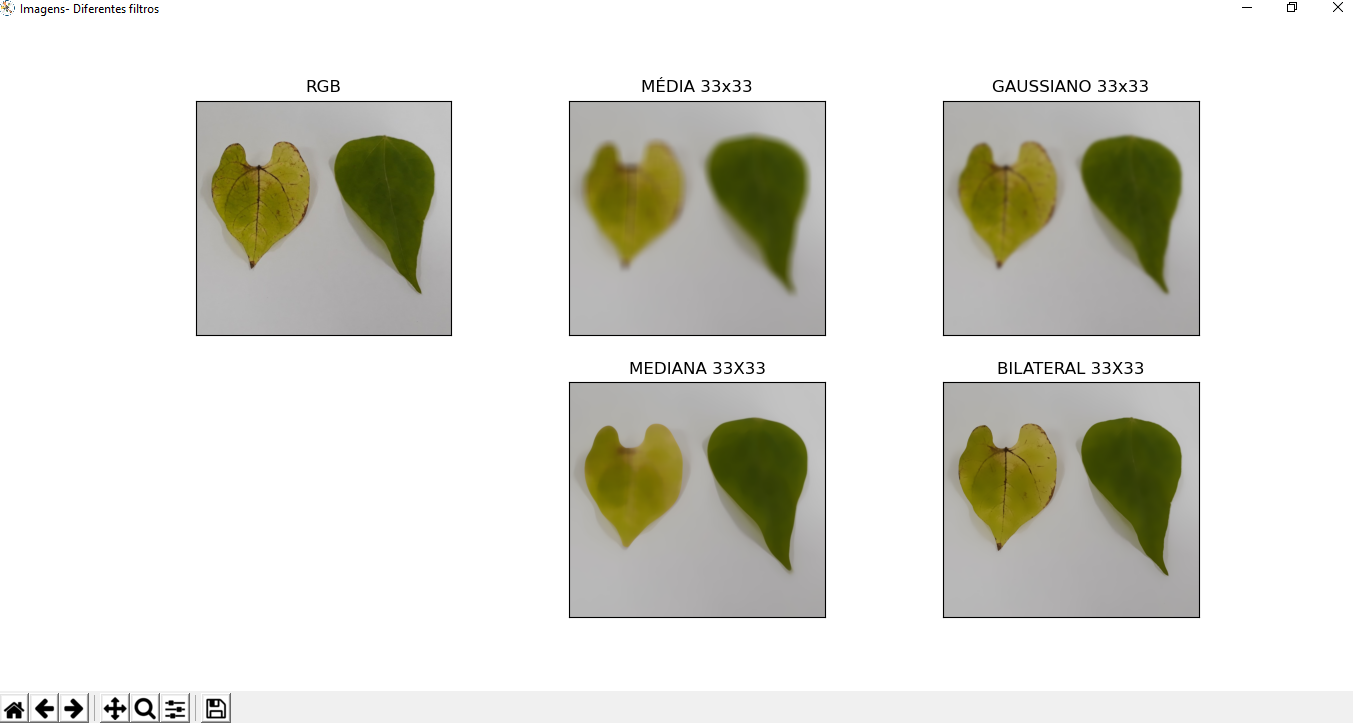 Imagens- Diferentes filtros
RGB
MÉDIA 33x33
GAUSSIANO 33x33
MEDIANA 33X33
BILATERAL 33X33